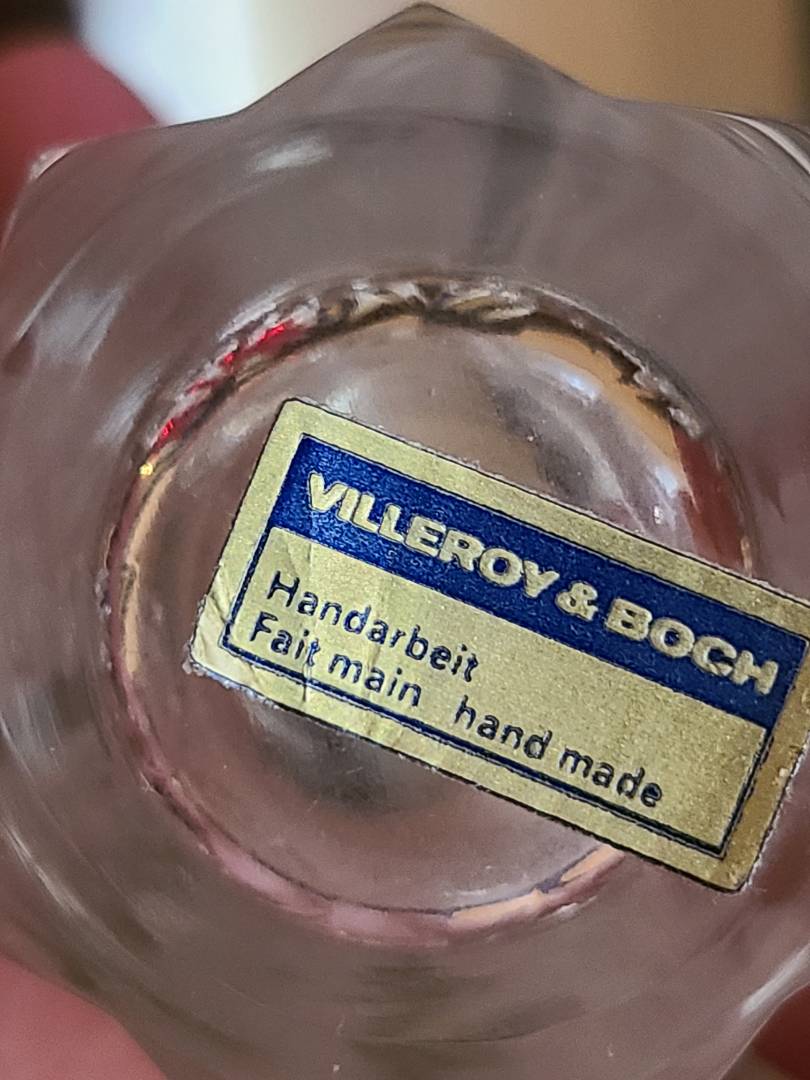 VILLEROY & BOCH
Handarbeit
Fait main hand made